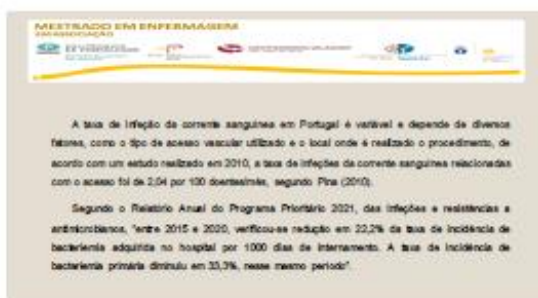 MESTRADO EM ENFERMAGEM
EM ASSOCIAÇÃO
A taxa de infeção da corrente sanguínea em Portugal é variável e depende de diversos
fatores, como o tipo de acesso vascular utilizado e o local onde é realizado o procedimento, de
acordo com um estudo realizado em 2010, a taxa de infeções da corrente sanguínea relacionadas
com o acesso foi de 2,04 por 100 doentes/mês, segundo Pina (2010).
Segundo o Relatório Anual do Programa Prioritário 2021, das infeções e resistências a
antimicrobianos, "entre 2015 e 2020, verificou-se redução em 22,2% da taxa de incidência de
bacteriemia adquirida no hospital por 1000 dias de internamento. A taxa de incidência de
bacteriemia primária diminuiu em 33,3%, nesse mesmo período".